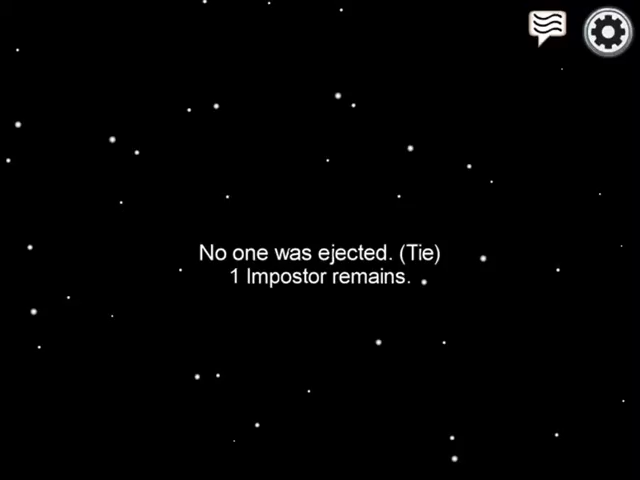 No one was ejected. (Tie)
1 Impostor remains.